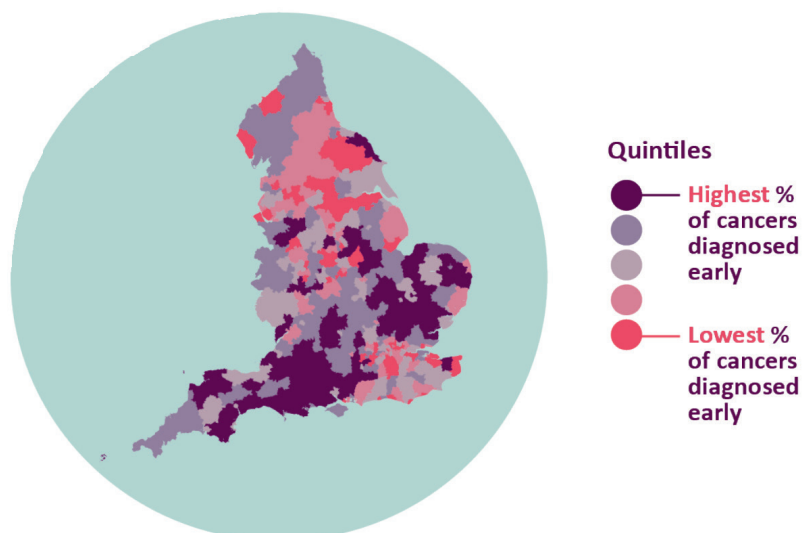 Quintiles
Highest %
of cancers
diagnosed
early
Lowest %
of cancers
diagnosed
early